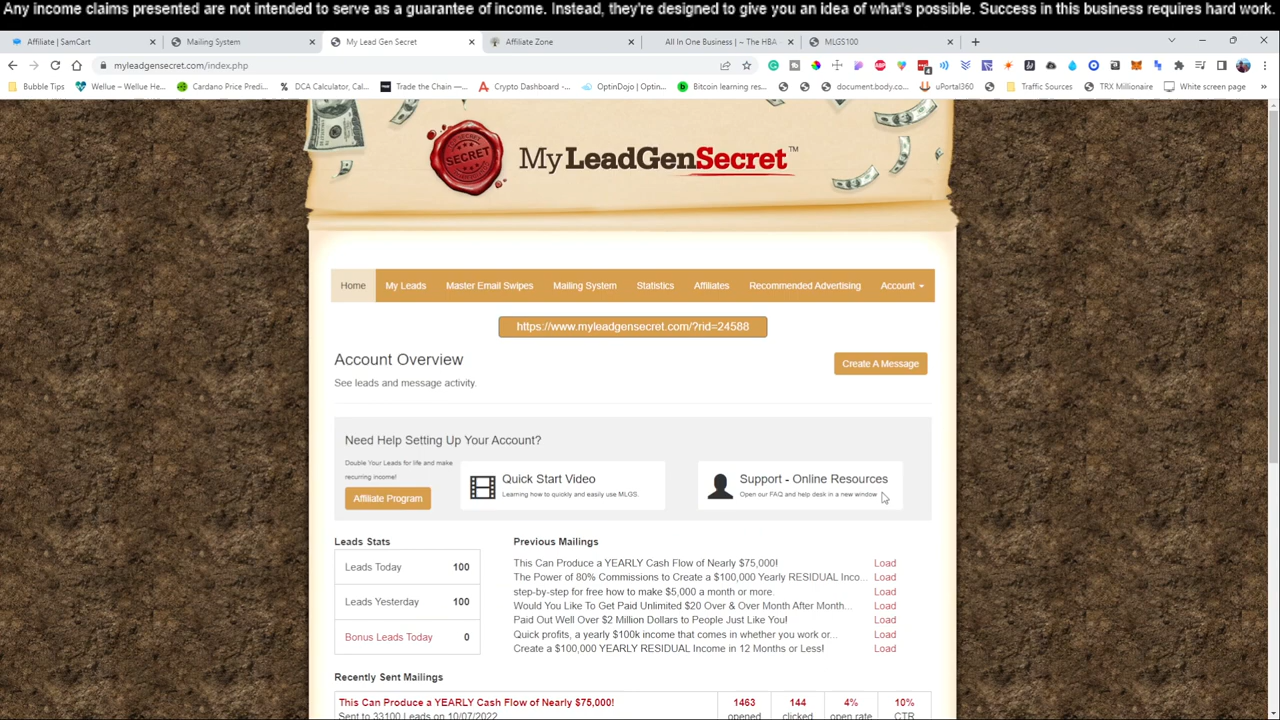 Any income claims presented are not intended to serve as a guarantee of income. Instead, they're designed to give you an idea of what's possible. Success in this business requires hard work.
Affiliate | SamCart
Mailing System
My Lead Gen Secret
Affiliate Zone
All In One Business | ~ The HBA
MLGS100
myleadgensecret.com/index.php
Bubble Tips
Wellue – Wellue He...
Cardano Price Predi...
DCA Calculator, Cal...
Trade the Chain —...
Crypto Dashboard -...
OptinDojo | Optin...
Bitcoin learning res...
document.body.co...
uPortal360
Traffic Sources
TRX Millionaire
White screen page
SECRET
MyLeadGenSecret™
Home
My Leads
Master Email Swipes
Mailing System
Statistics
Affiliates
Recommended Advertising
Account
https://www.myleadgensecret.com/?rid=24588
Account Overview
Create A Message
See leads and message activity.
Need Help Setting Up Your Account?
Double Your Leads for life and make
recurring income!
Affiliate Program
Quick Start Video
Learning how to quickly and easily use MLGS.
Support - Online Resources
Open our FAQ and help desk in a new window
Leads Stats
Leads Today 100
Leads Yesterday 100
Bonus Leads Today 0
Previous Mailings
This Can Produce a YEARLY Cash Flow of Nearly $75,000! Load
The Power of 80% Commissions to Create a $100,000 Yearly RESIDUAL Inco... Load
step-by-step for free how to make $5,000 a month or more. Load
Would You Like To Get Paid Unlimited $20 Over & Over Month After Month... Load
Paid Out Well Over $2 Million Dollars to People Just Like You! Load
Quick profits, a yearly $100k income that comes in whether you work or... Load
Create a $100,000 YEARLY RESIDUAL Income in 12 Months or Less! Load
Recently Sent Mailings
This Can Produce a YEARLY Cash Flow of Nearly $75,000! 1463 144 4% 10%
Sent to 33100 Leads on 10/07/2022 opened clicked open rate CTR